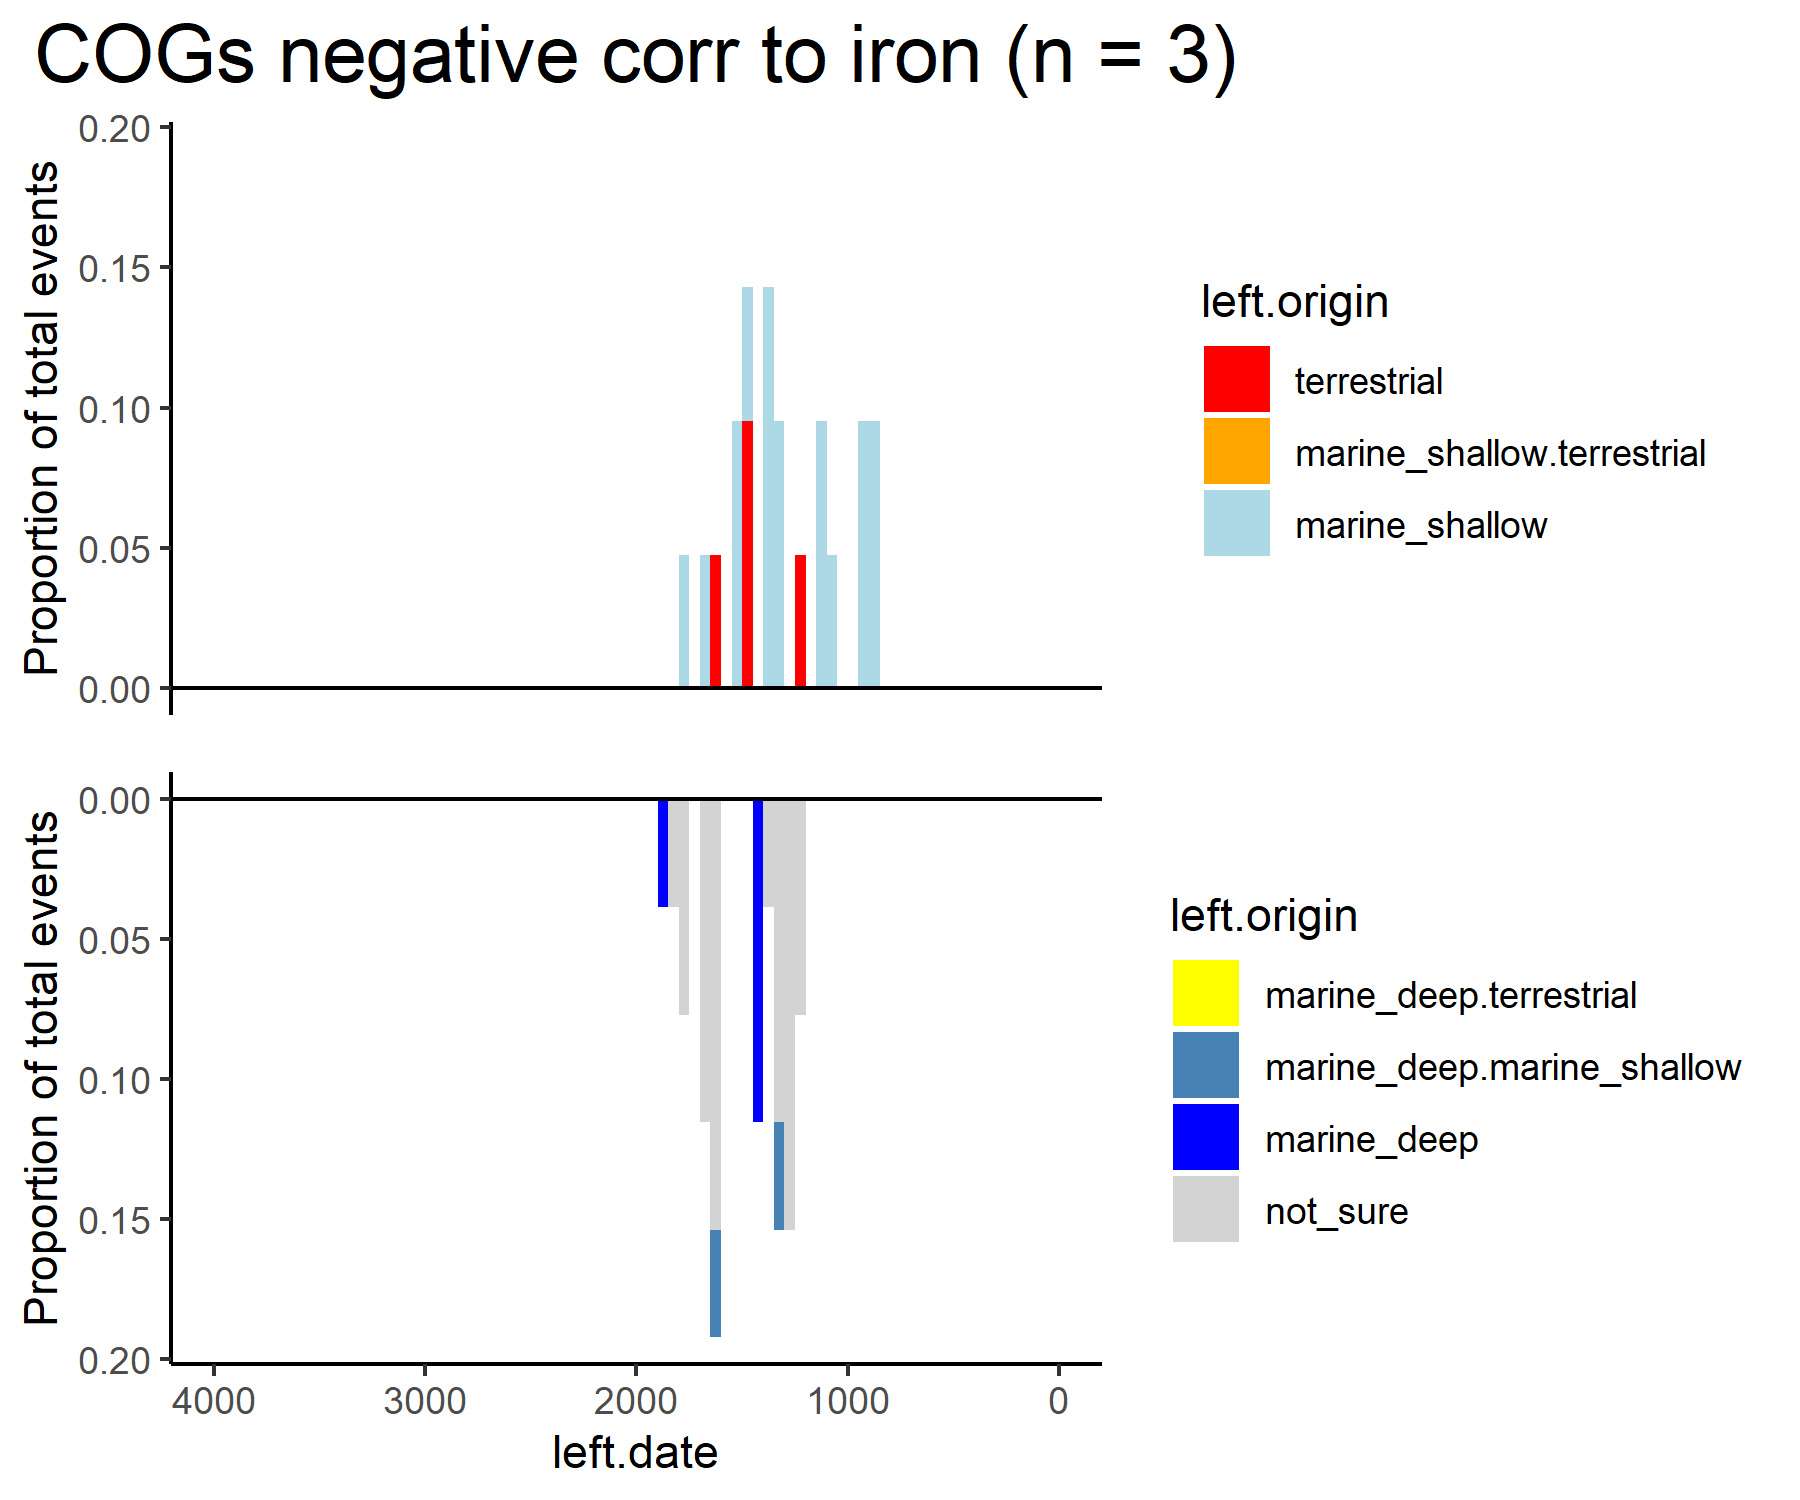 COGs negative corr to iron (n = 3)
Proportion of total events
0.20
0.15
0.10
0.05
0.00
left.origin
terrestrial
marine_shallow.terrestrial
marine_shallow
Proportion of total events
0.00
0.05
0.10
0.15
0.20
4000 3000 2000 1000 0
left.date
left.origin
marine_deep.terrestrial
marine_deep.marine_shallow
marine_deep
not_sure